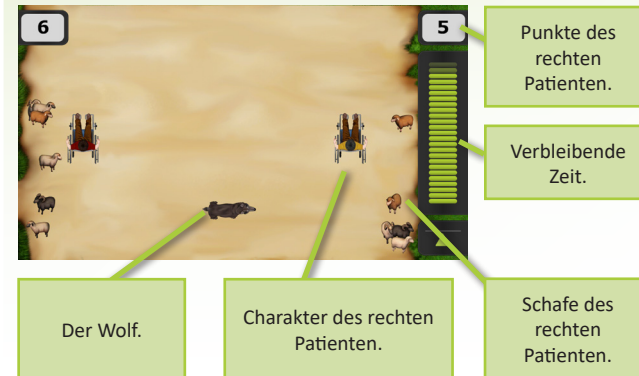 6
5
Punkte des
rechten
Patienten.
Verbleibende
Zeit.
Der Wolf.
Charakter des rechten
Patienten.
Schafe des
rechten
Patienten.